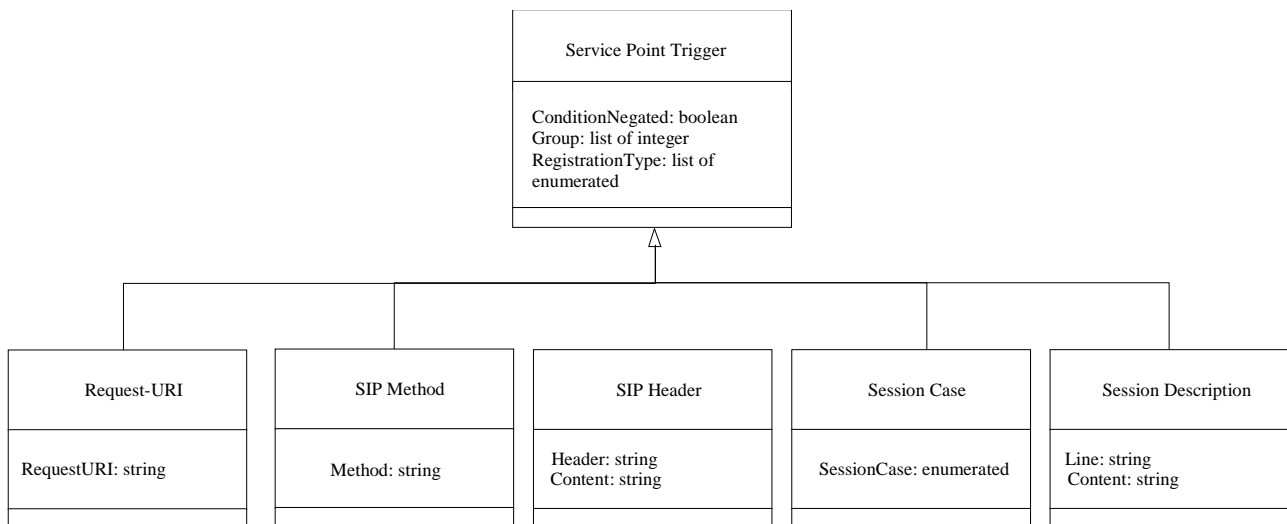 Service Point Trigger
ConditionNegated: boolean
Group: list of integer
RegistrationType: list of
enumerated
Request-URI
SIP Method
SIP Header
Session Case
Session Description
RequestURI: string
Method: string
Header: string
Content: string
SessionCase: enumerated
Line: string
Content: string